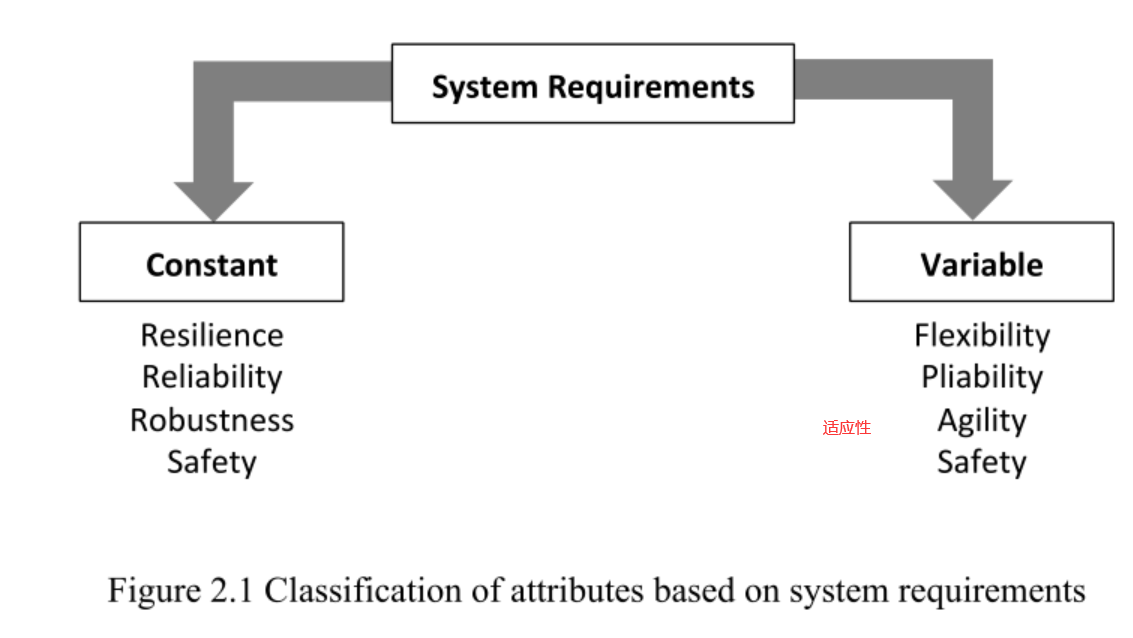 System Requirements
Constant
Resilience
Reliability
Robustness
Safety
Variable
Flexibility
Pliability
适应性 Agility
Safety
Figure 2.1 Classification of attributes based on system requirements